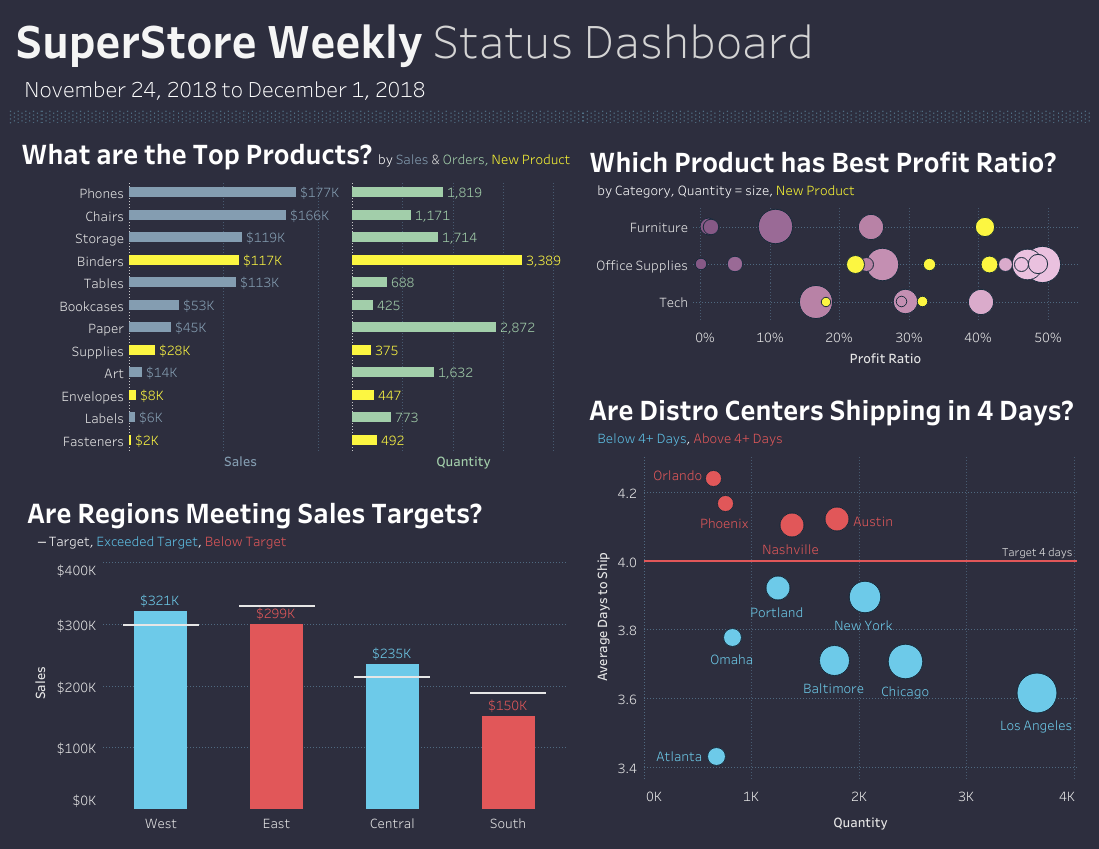 SuperStore Weekly Status Dashboard
November 24, 2018 to December 1, 2018
What are the Top Products? by Sales & Orders, New Product
Phones $177K 1,819
Chairs $166K 1,171
Storage $119K 1,714
Binders $117K 3,389
Tables $113K 688
Bookcases $53K 425
Paper $45K 2,872
Supplies $28K 375
Art $14K 1,632
Envelopes $8K 447
Labels $6K 773
Fasteners $2K 492
Sales Quantity
Which Product has Best Profit Ratio?
by Category, Quantity = size, New Product
Furniture
Office Supplies
Tech
0% 10% 20% 30% 40% 50%
Profit Ratio
Are Regions Meeting Sales Targets?
– Target, Exceeded Target, Below Target
$400K
$300K
$200K
$100K
$0K
Sales
$321K
$299K
$235K
$150K
West East Central South
Are Distro Centers Shipping in 4 Days?
Below 4+ Days, Above 4+ Days
4.2
4.0
3.8
3.6
3.4
Average Days to Ship
Orlando
Phoenix
Austin
Nashville
Target 4 days
Portland
New York
Omaha
Baltimore
Chicago
Los Angeles
Atlanta
0K 1K 2K 3K 4K
Quantity